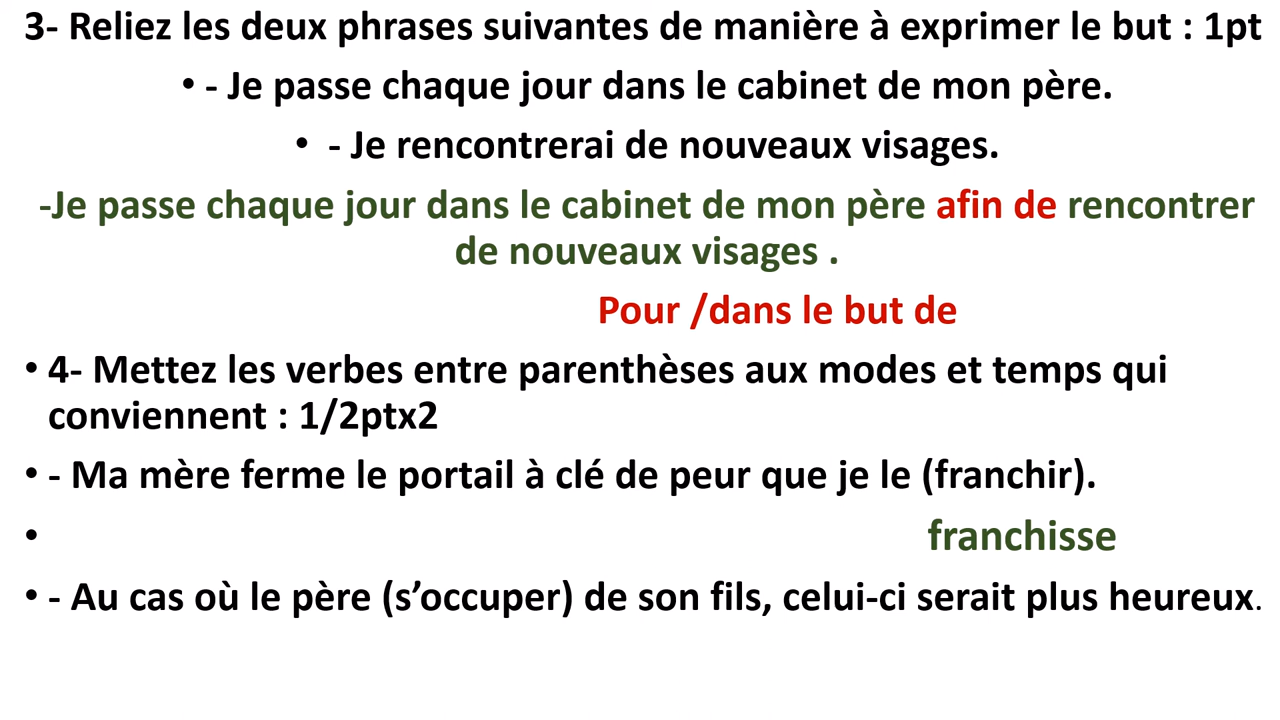 3- Reliez les deux phrases suivantes de manière à exprimer le but : 1pt
• - Je passe chaque jour dans le cabinet de mon père.
• - Je rencontrerai de nouveaux visages.
-Je passe chaque jour dans le cabinet de mon père afin de rencontrer
de nouveaux visages .
Pour /dans le but de
• 4- Mettez les verbes entre parenthèses aux modes et temps qui
conviennent : 1/2ptx2
• - Ma mère ferme le portail à clé de peur que je le (franchir).
• franchisse
• - Au cas où le père (s’occuper) de son fils, celui-ci serait plus heureux.